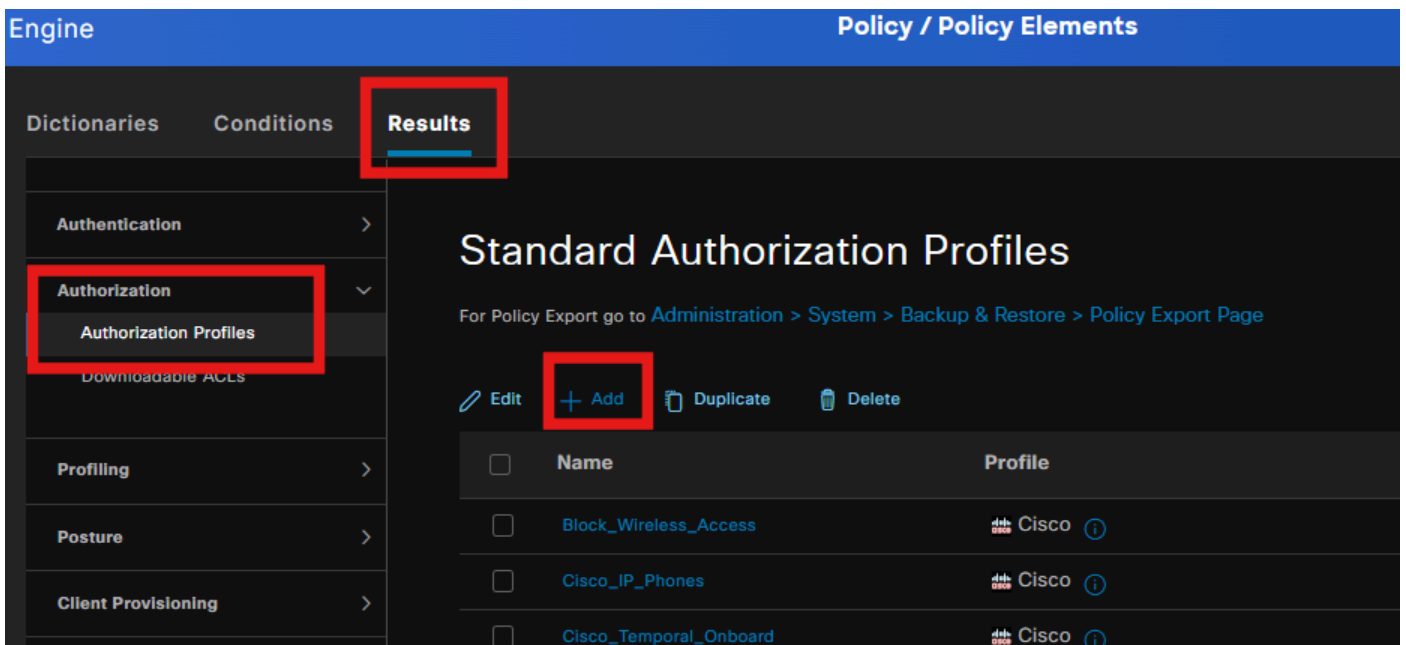 Engine
Policy / Policy Elements
Dictionaries Conditions Results
Authentication
Authorization
Authorization Profiles
Downloadable ACLs
Profiling
Posture
Client Provisioning
Standard Authorization Profiles
For Policy Export go to Administration > System > Backup & Restore > Policy Export Page
Edit + Add Duplicate Delete
Name Profile
Block_Wireless_Access Cisco
Cisco_IP_Phones Cisco
Cisco_Temporal_Onboard Cisco